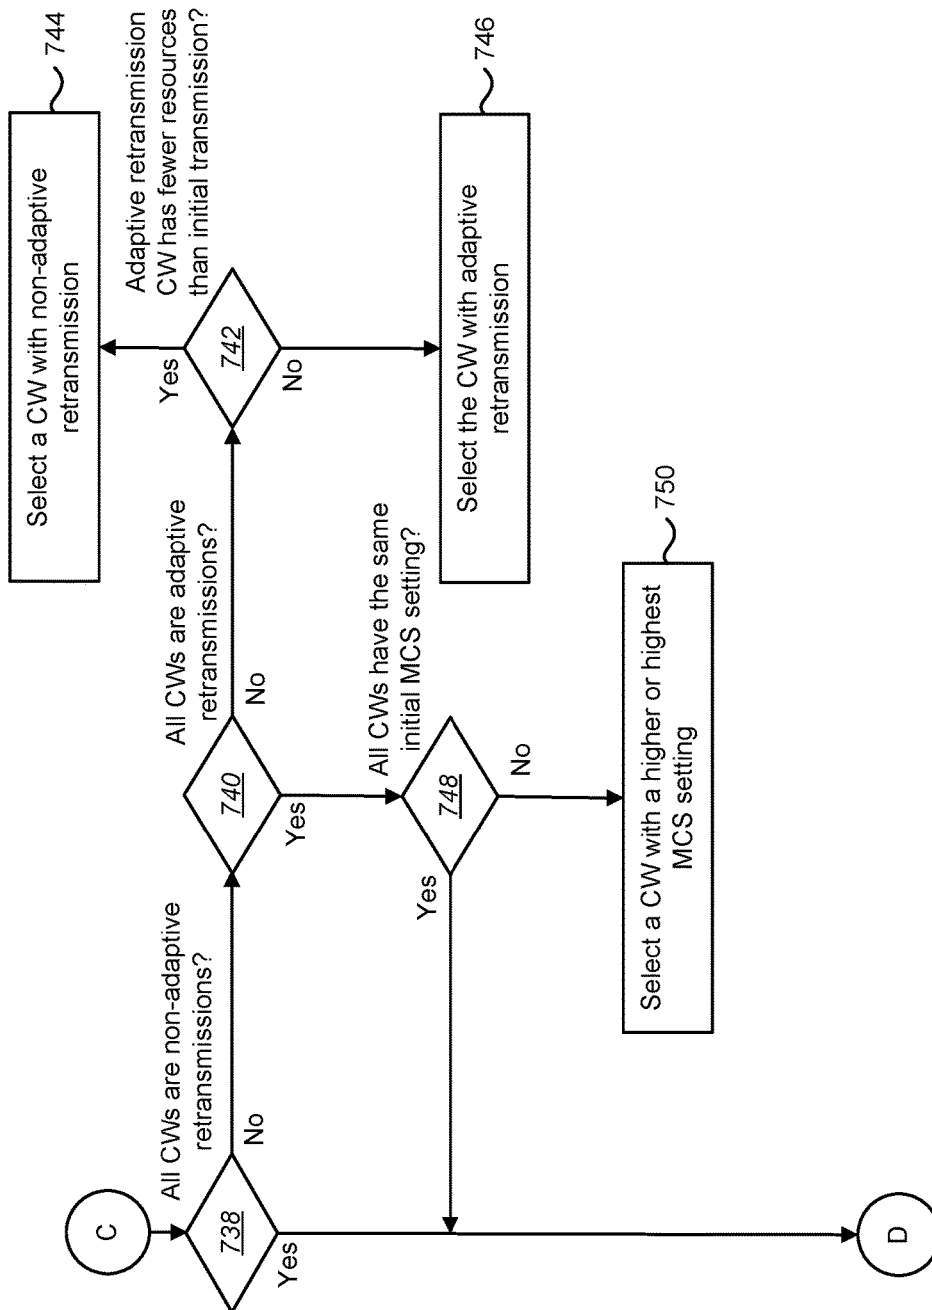 C
All CWs are non-adaptive
retransmissions?
738
No
Yes
All CWs are adaptive
retransmissions?
740
No
Yes
Adaptive retransmission
CW has fewer resources
than initial transmission?
742
Yes
No
744
Select a CW with non-adaptive
retransmission
746
Select the CW with adaptive
retransmission
All CWs have the same
initial MCS setting?
748
Yes
No
750
Select a CW with a higher or highest
MCS setting
D